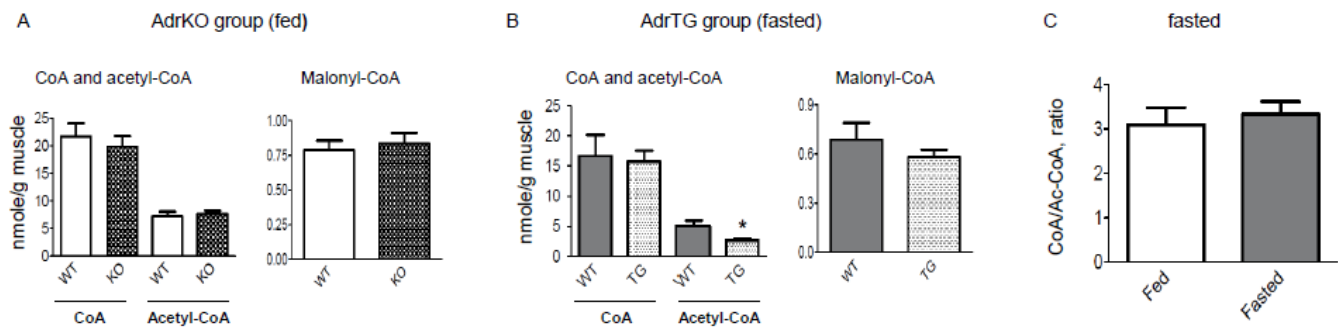 A AdrKO group (fed)
CoA and acetyl-CoA
nmole/g muscle
25
20
15
10
5
0
WT KO WT KO
CoA Acetyl-CoA
Malonyl-CoA
1.00
0.75
0.50
0.25
0.00
WT KO
B AdrTG group (fasted)
CoA and acetyl-CoA
nmole/g muscle
25
20
15
10
5
0
*
WT TG WT TG
CoA Acetyl-CoA
Malonyl-CoA
0.9
0.6
0.3
0.0
WT TG
C fasted
CoA/Ac-CoA, ratio
4
3
2
1
0
Fed Fasted